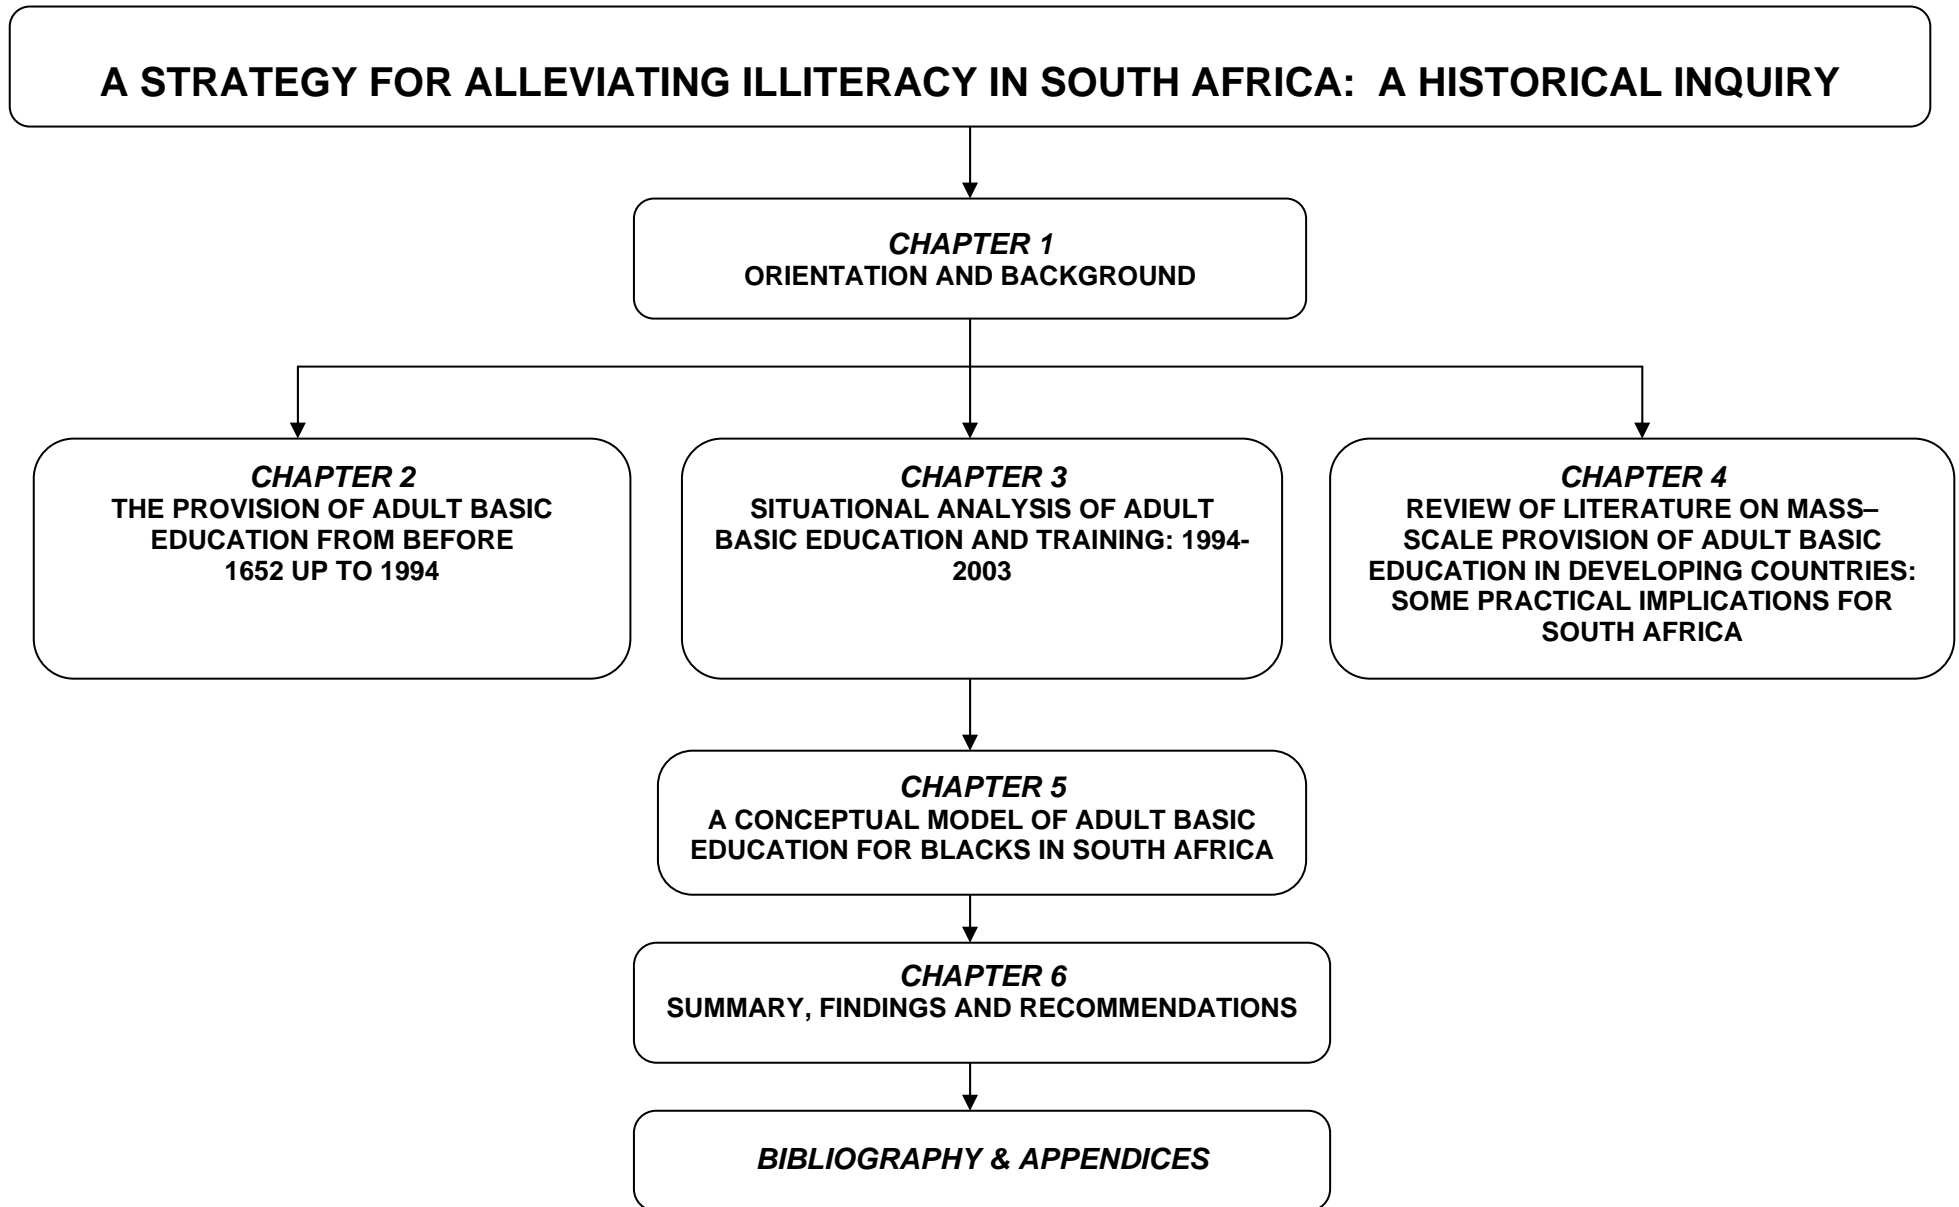 A STRATEGY FOR ALLEVIATING ILLITERACY IN SOUTH AFRICA: A HISTORICAL INQUIRY
CHAPTER 1
ORIENTATION AND BACKGROUND
CHAPTER 2
THE PROVISION OF ADULT BASIC
EDUCATION FROM BEFORE
1652 UP TO 1994
CHAPTER 3
SITUATIONAL ANALYSIS OF ADULT
BASIC EDUCATION AND TRAINING: 1994-
2003
CHAPTER 4
REVIEW OF LITERATURE ON MASS–
SCALE PROVISION OF ADULT BASIC
EDUCATION IN DEVELOPING COUNTRIES:
SOME PRACTICAL IMPLICATIONS FOR
SOUTH AFRICA
CHAPTER 5
A CONCEPTUAL MODEL OF ADULT BASIC
EDUCATION FOR BLACKS IN SOUTH AFRICA
CHAPTER 6
SUMMARY, FINDINGS AND RECOMMENDATIONS
BIBLIOGRAPHY & APPENDICES